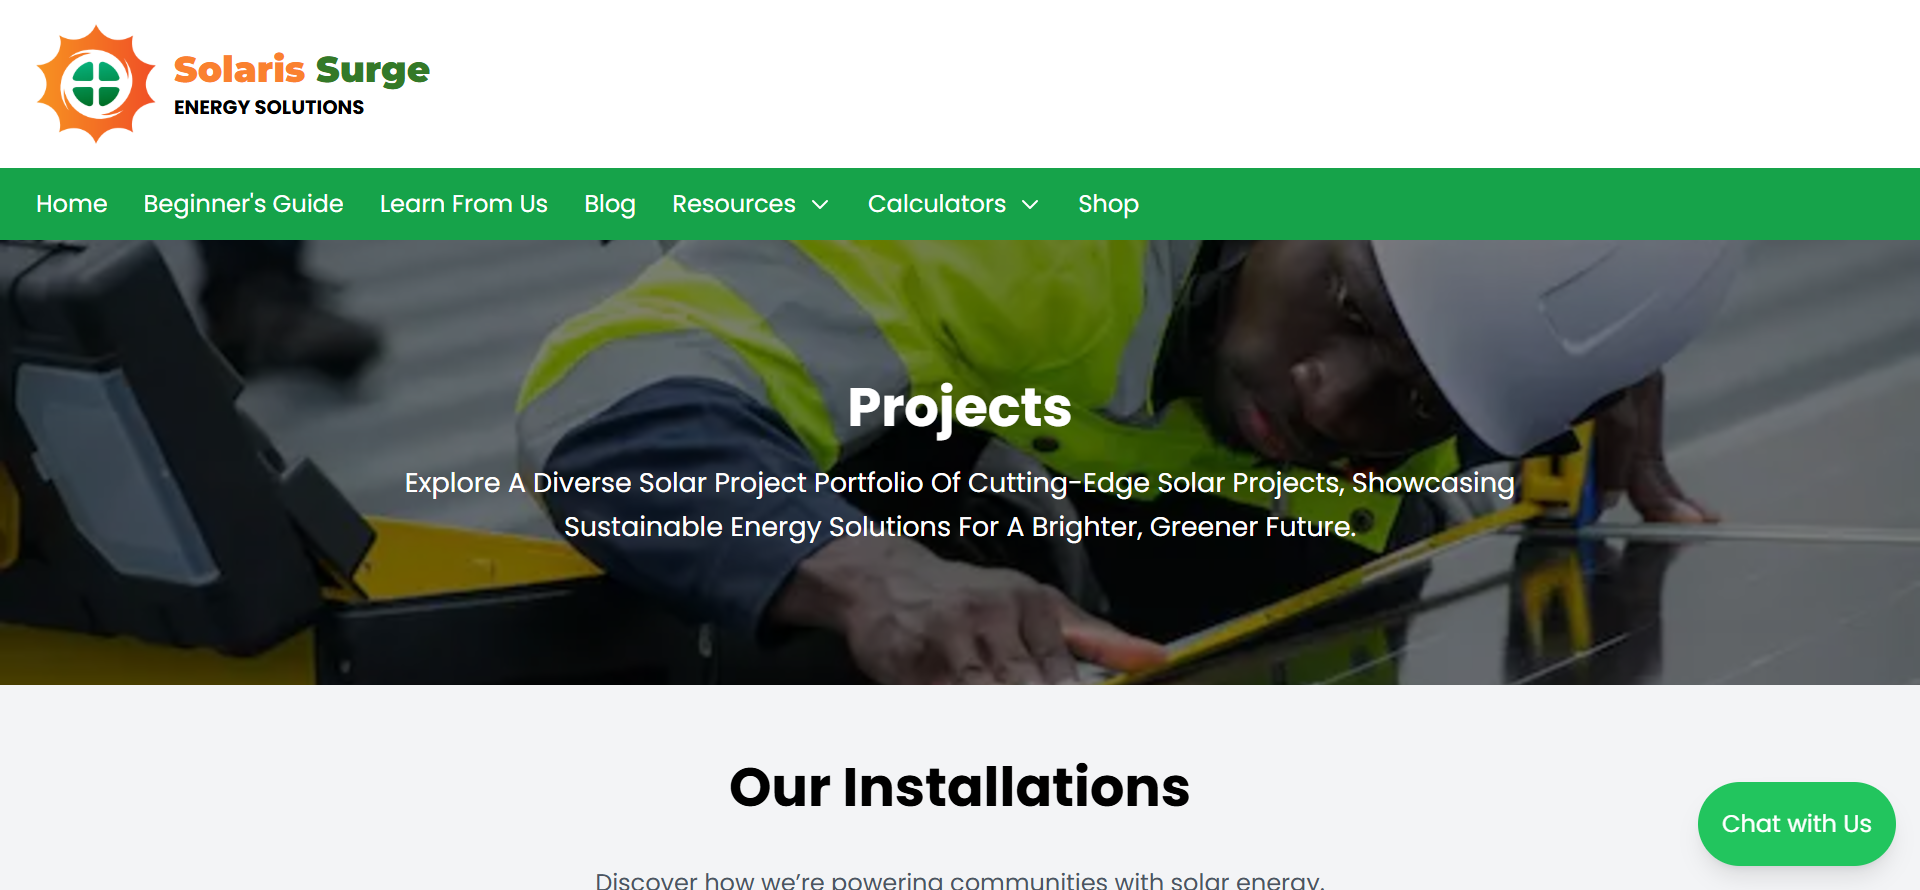 Solaris Surge
ENERGY SOLUTIONS
Home Beginner's Guide Learn From Us Blog Resources Calculators Shop
Projects
Explore A Diverse Solar Project Portfolio Of Cutting-Edge Solar Projects, Showcasing
Sustainable Energy Solutions For A Brighter, Greener Future.
Our Installations
Chat with Us
Discover how we’re powering communities with solar energy.